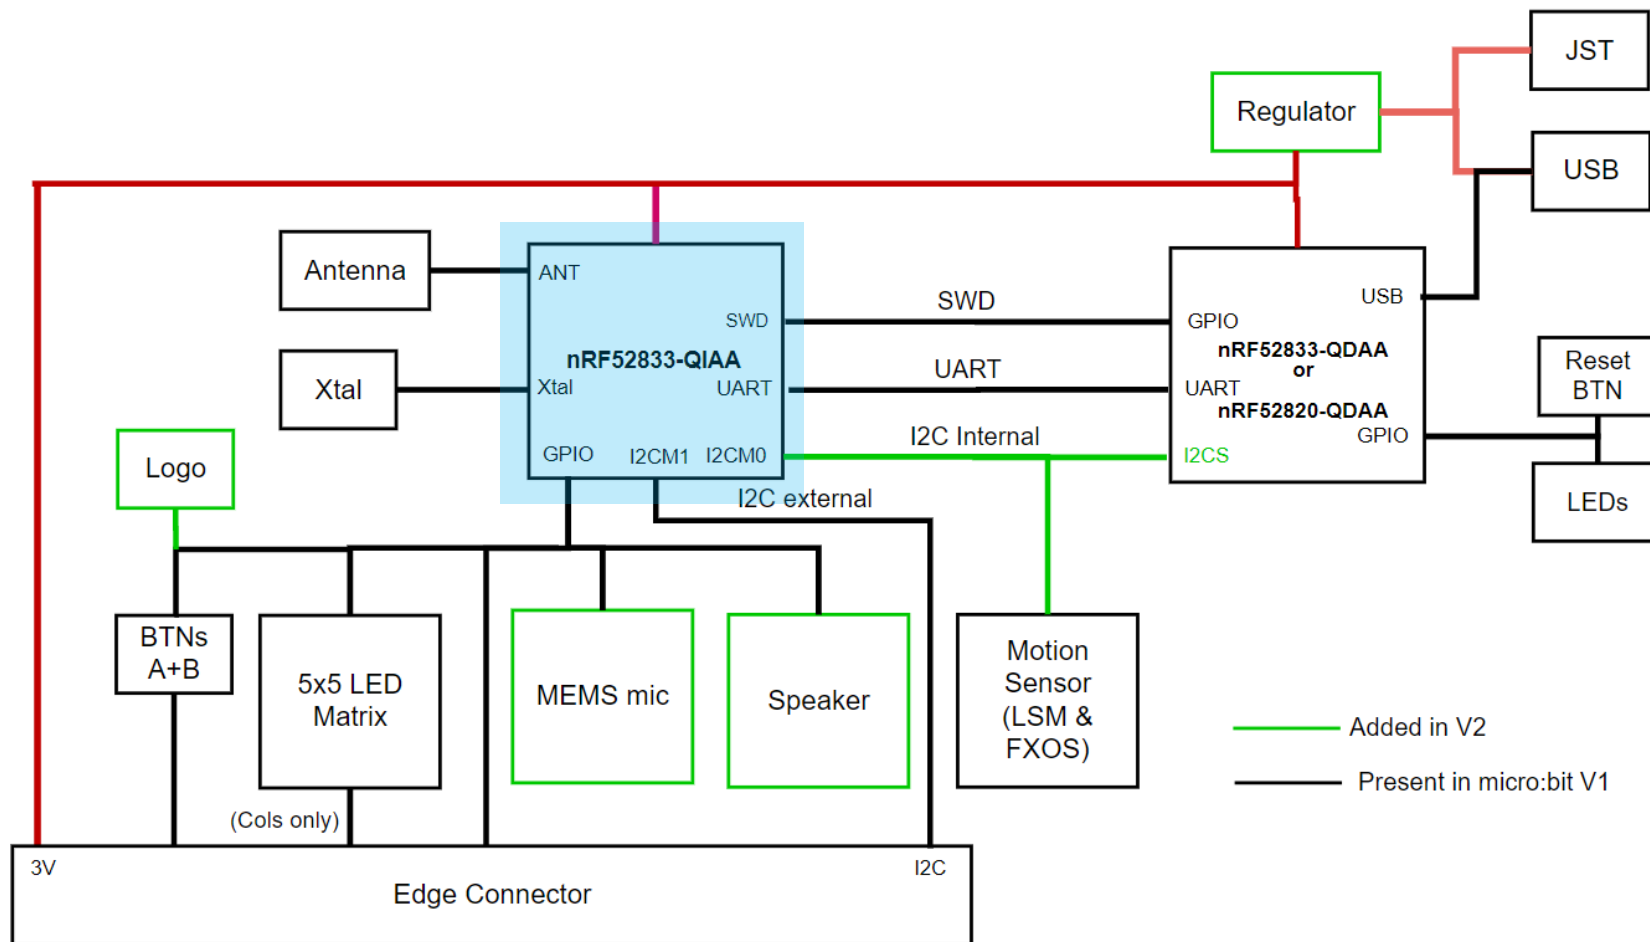 JST
Regulator
USB
Antenna
ANT
SWD
nRF52833-QIAA
Xtal
Xtal
UART
GPIO
I2CM1
I2CM0
SWD
UART
I2C Internal
I2C external
USB
GPIO
nRF52833-QDAA
or
UART
nRF52820-QDAA
GPIO
I2CS
Reset
BTN
LEDs
Logo
BTNs
A+B
5x5 LED
Matrix
(Cols only)
MEMS mic
Speaker
Motion
Sensor
(LSM &
FXOS)
Added in V2
Present in micro:bit V1
3V
I2C
Edge Connector